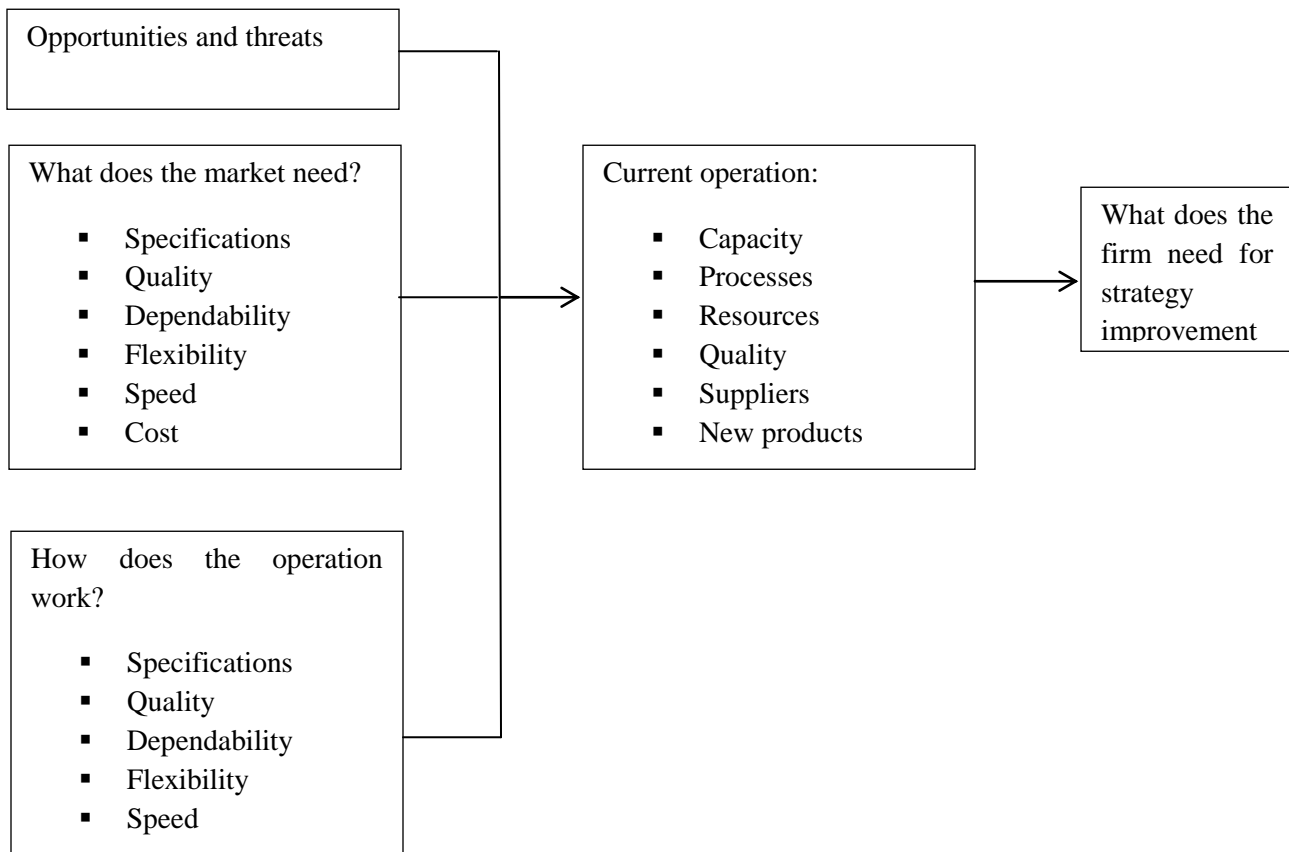 Opportunities and threats
What does the market need?
▪ Specifications
▪ Quality
▪ Dependability
▪ Flexibility
▪ Speed
▪ Cost
How does the operation
work?
▪ Specifications
▪ Quality
▪ Dependability
▪ Flexibility
▪ Speed
Current operation:
▪ Capacity
▪ Processes
▪ Resources
▪ Quality
▪ Suppliers
▪ New products
What does the
firm need for
strategy
improvement